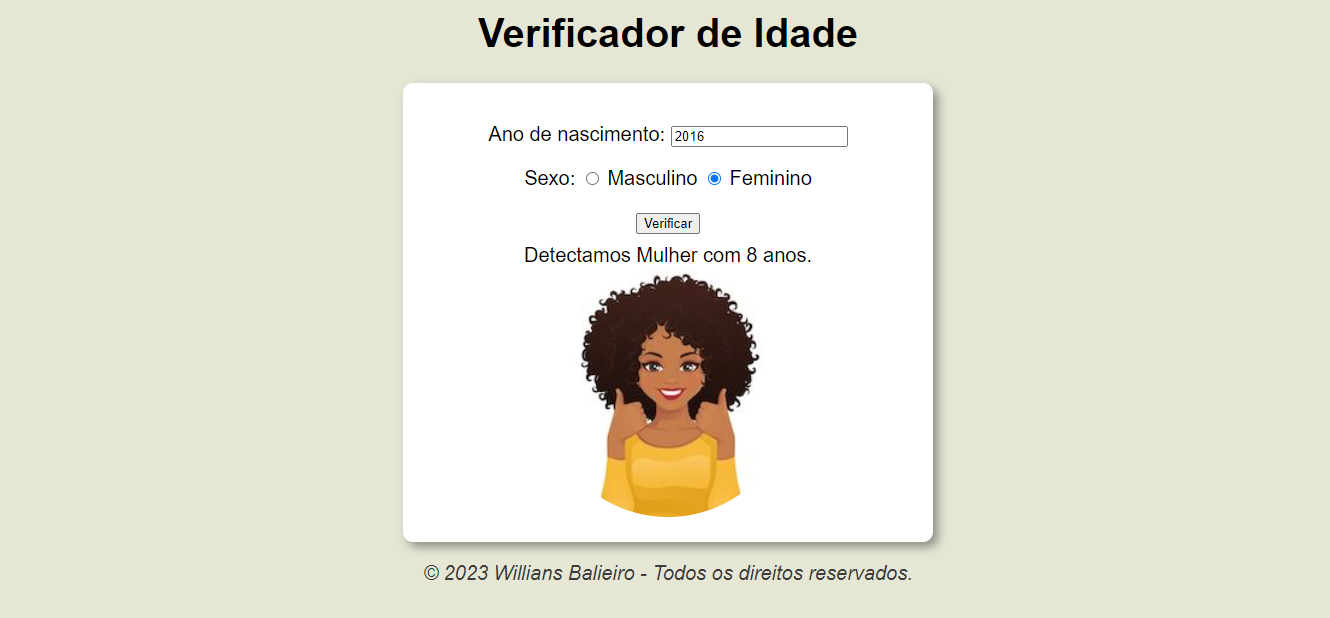 Verificador de Idade
Ano de nascimento: 2016
Sexo: Masculino Feminino
Verificar
Detectamos Mulher com 8 anos.
© 2023 Willians Balieiro - Todos os direitos reservados.